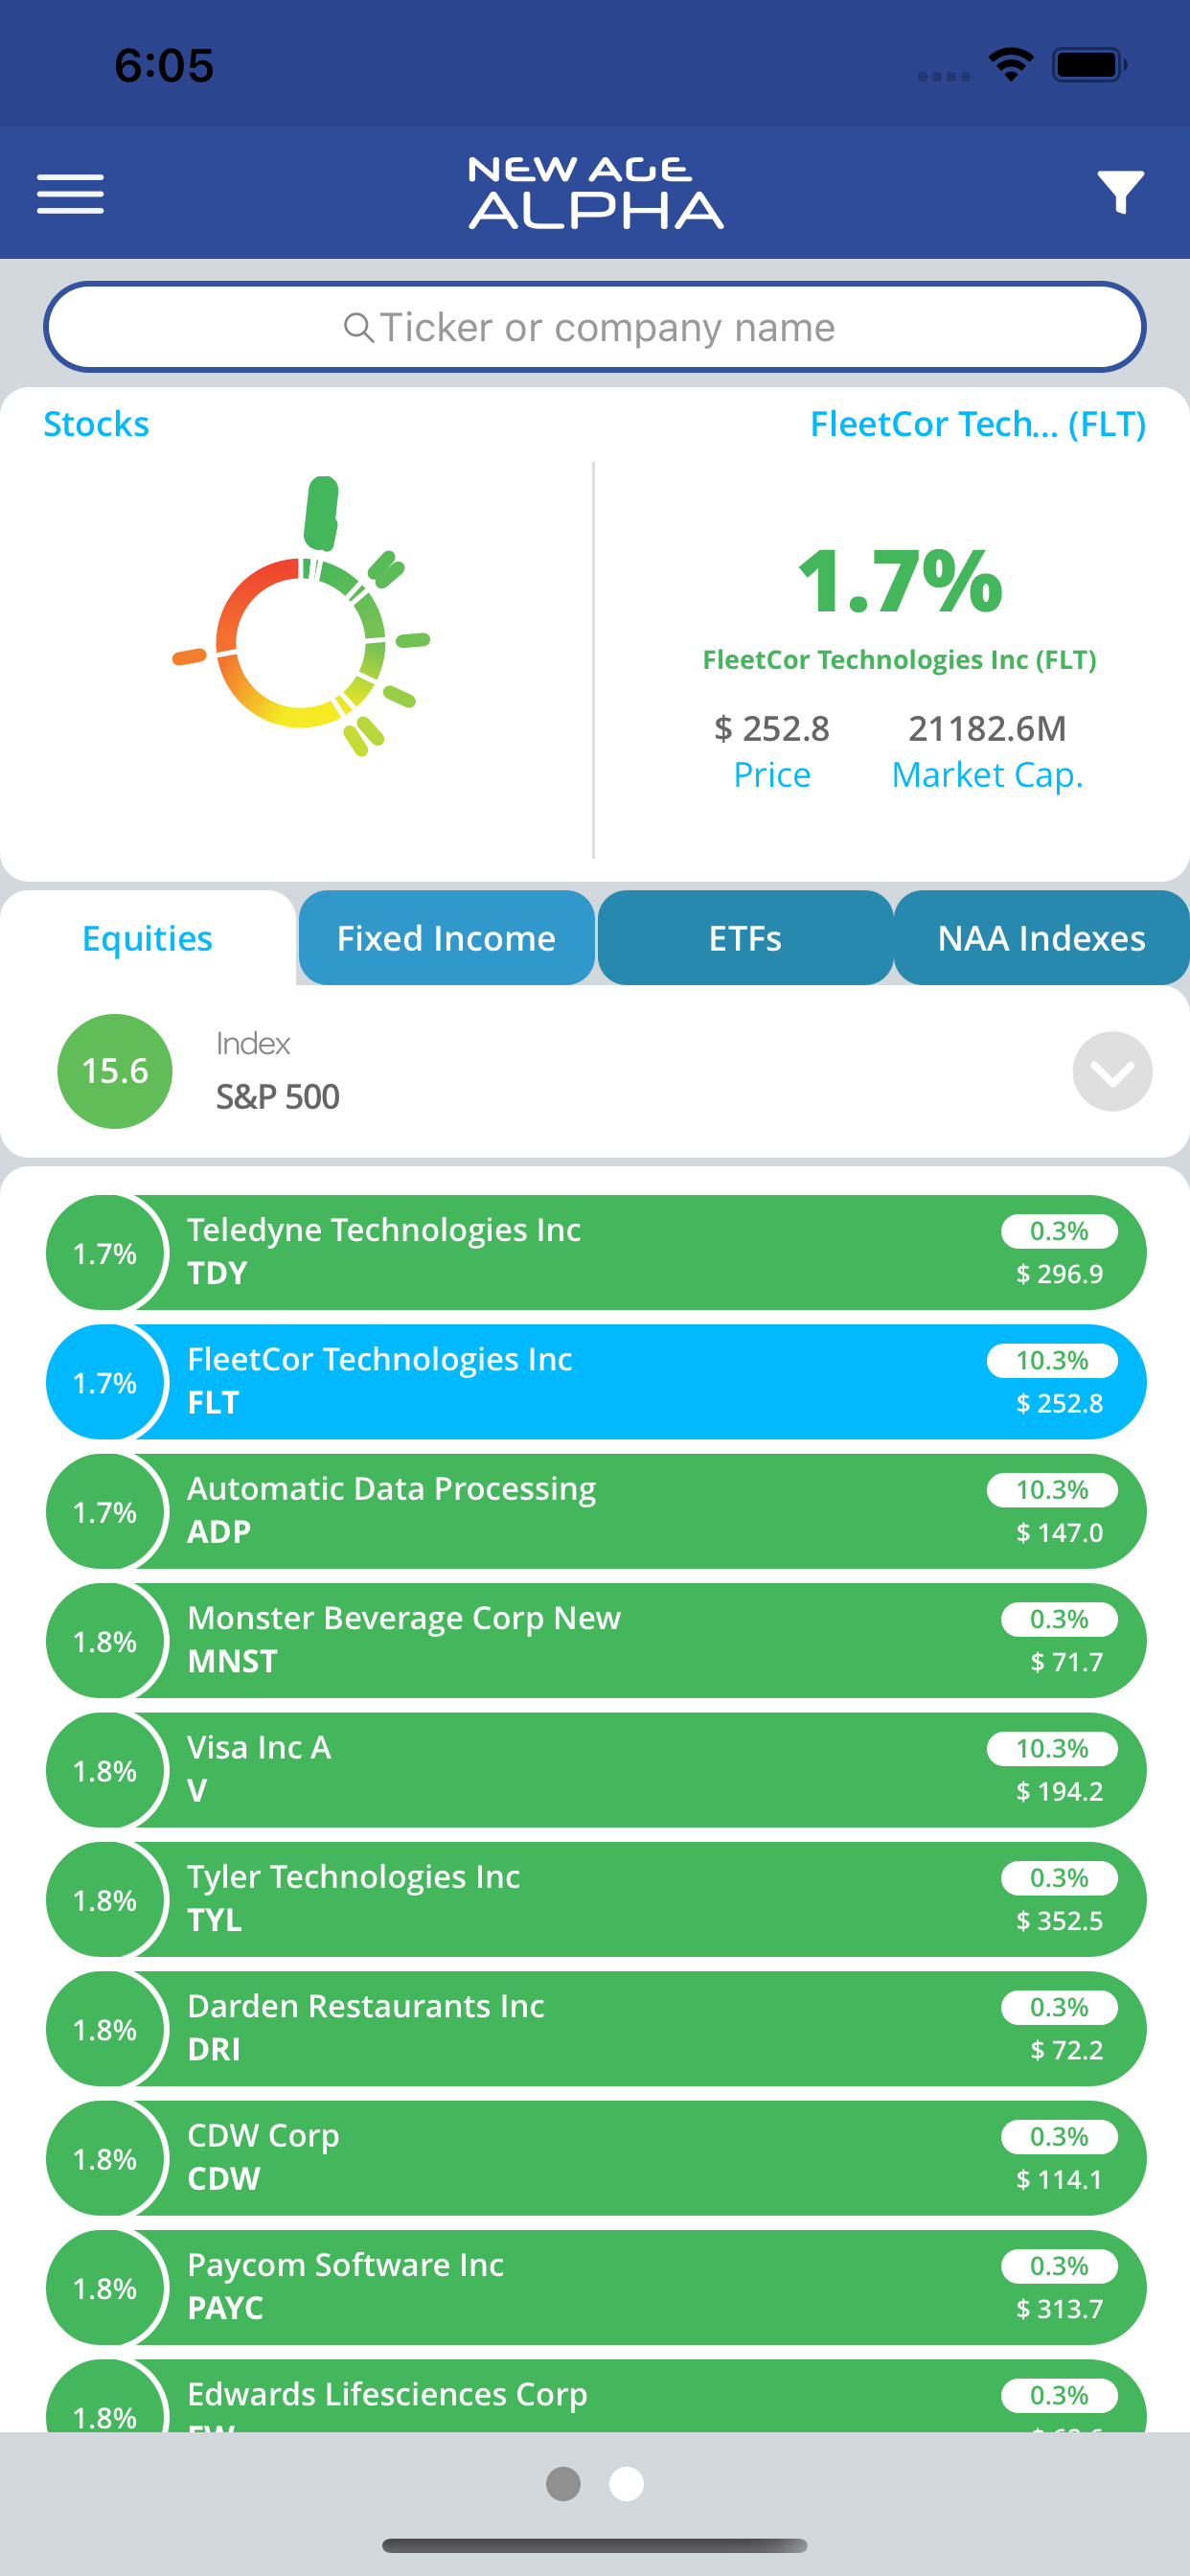 6:05
NEW AGE
ALPHA
Ticker or company name
Stocks
FleetCor Tech... (FLT)
1.7%
FleetCor Technologies Inc (FLT)
$ 252.8 21182.6M
Price Market Cap.
Equities Fixed Income ETFs NAA Indexes
15.6
Index
S&P 500
1.7%
Teledyne Technologies Inc
TDY
0.3%
$ 296.9
1.7%
FleetCor Technologies Inc
FLT
10.3%
$ 252.8
1.7%
Automatic Data Processing
ADP
10.3%
$ 147.0
1.8%
Monster Beverage Corp New
MNST
0.3%
$ 71.7
1.8%
Visa Inc A
V
10.3%
$ 194.2
1.8%
Tyler Technologies Inc
TYL
0.3%
$ 352.5
1.8%
Darden Restaurants Inc
DRI
0.3%
$ 72.2
1.8%
CDW Corp
CDW
0.3%
$ 114.1
1.8%
Paycom Software Inc
PAYC
0.3%
$ 313.7
1.8%
Edwards Lifesciences Corp
EW
0.3%